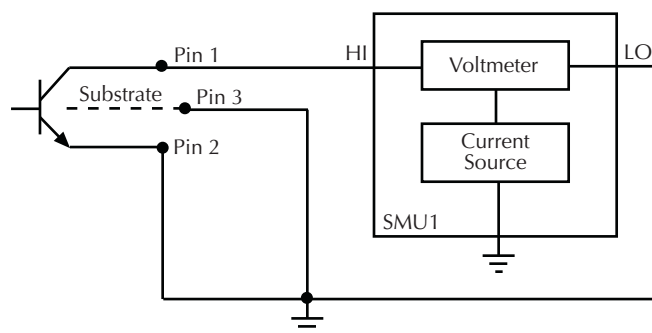 Pin 1
HI
LO
Voltmeter
Substrate
Pin 3
Current
Source
Pin 2
SMU1